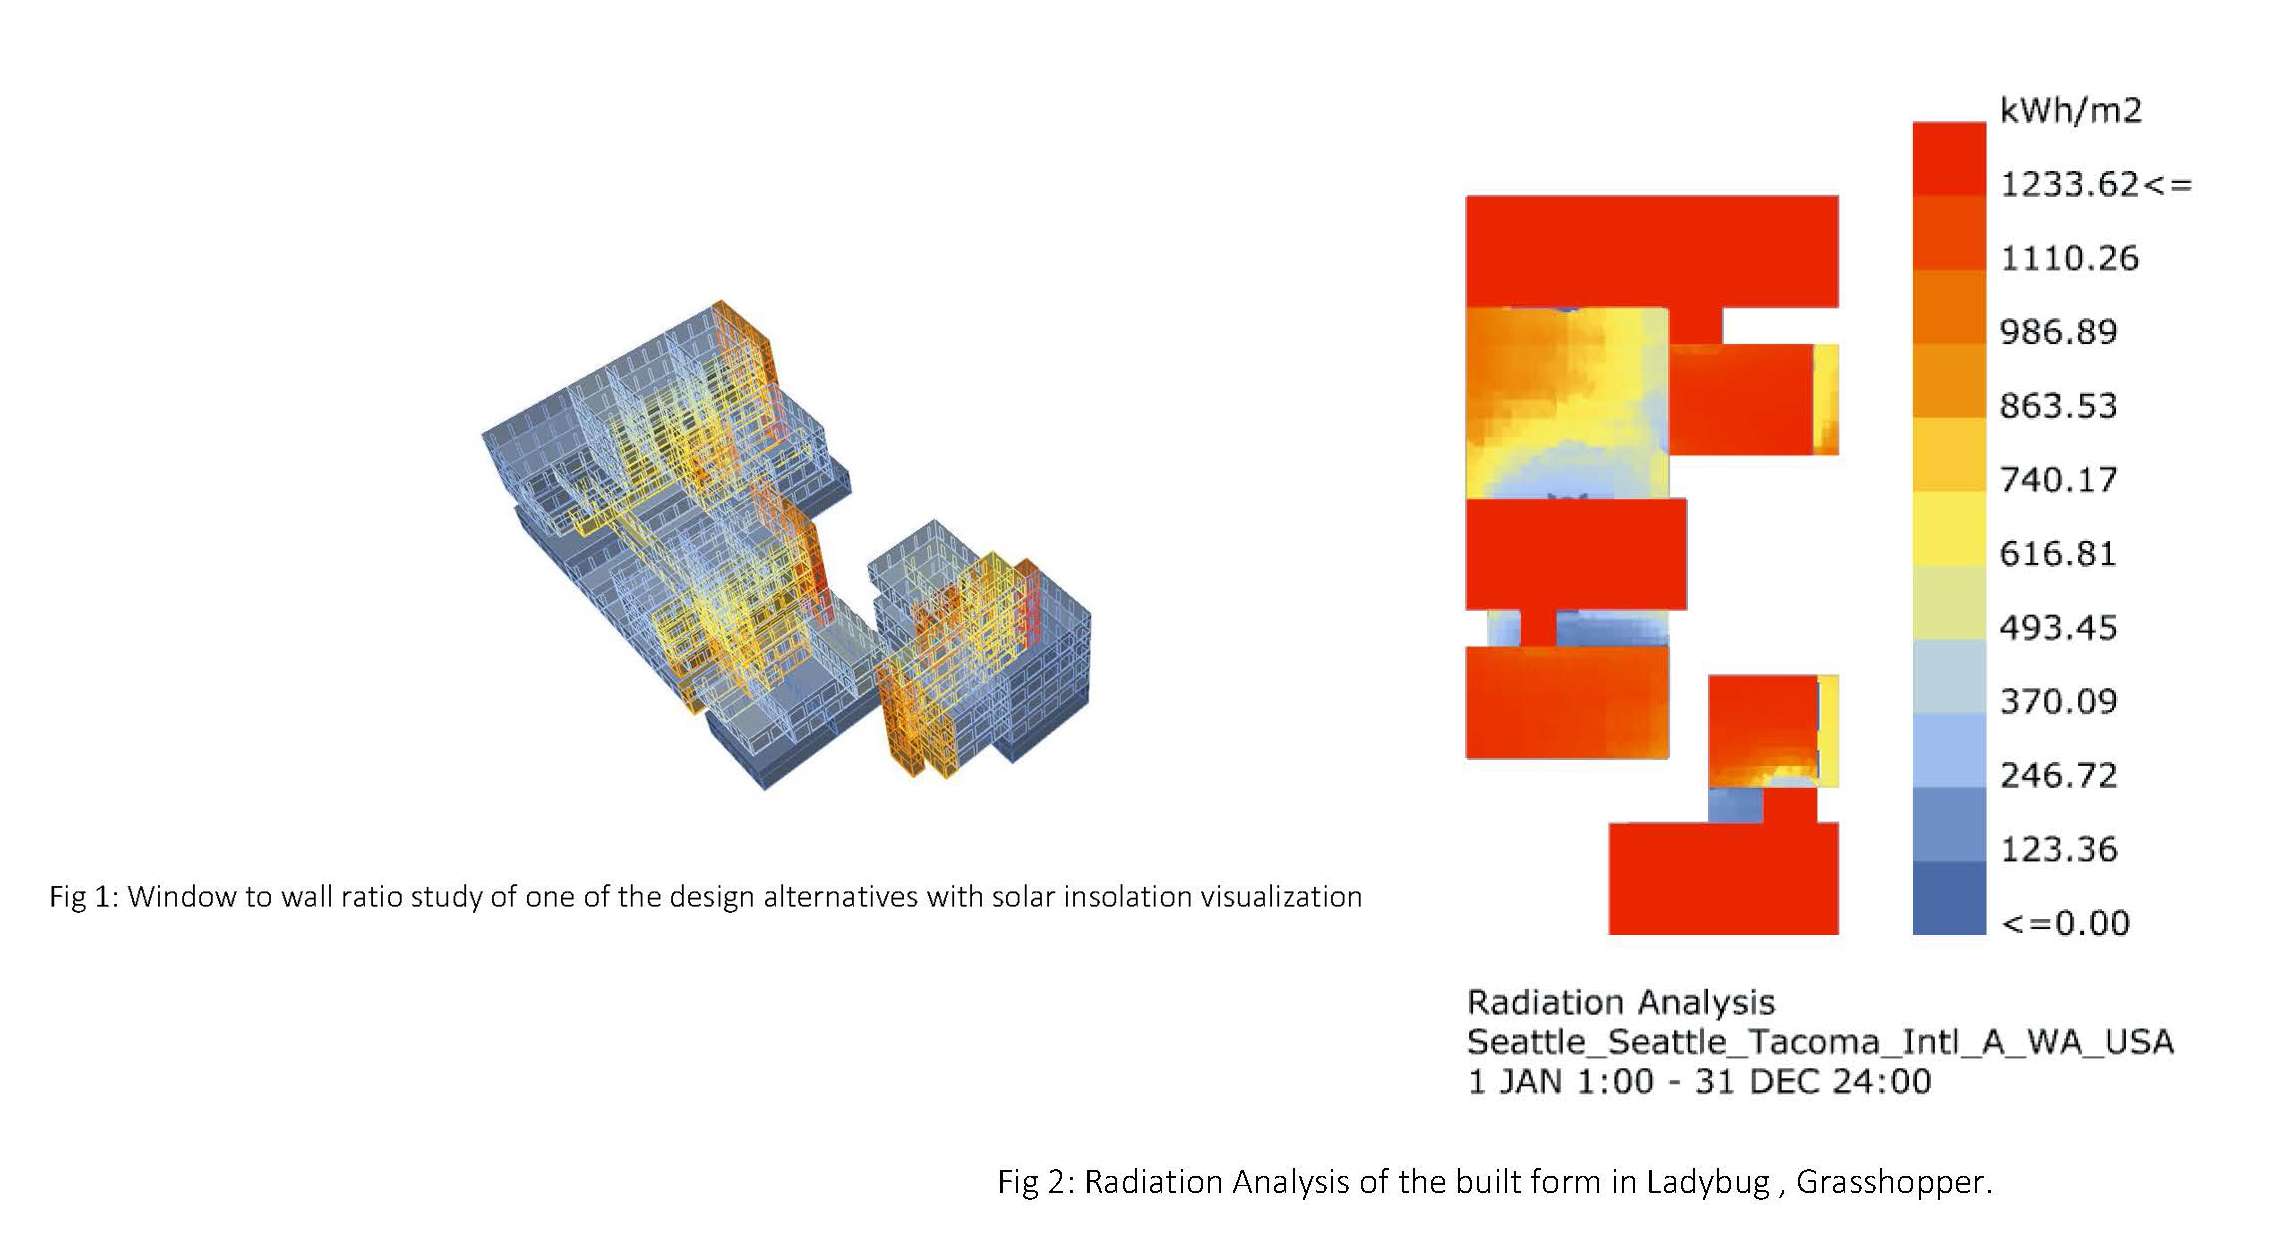 kWh/m2
1233.62<=
1110.26
986.89
863.53
740.17
616.81
493.45
370.09
246.72
123.36
<=0.00
Fig 1: Window to wall ratio study of one of the design alternatives with solar insolation visualization
Radiation Analysis
Seattle_Seattle_Tacoma_Intl_A_WA_USA
1 JAN 1:00 - 31 DEC 24:00
Fig 2: Radiation Analysis of the built form in Ladybug , Grasshopper.